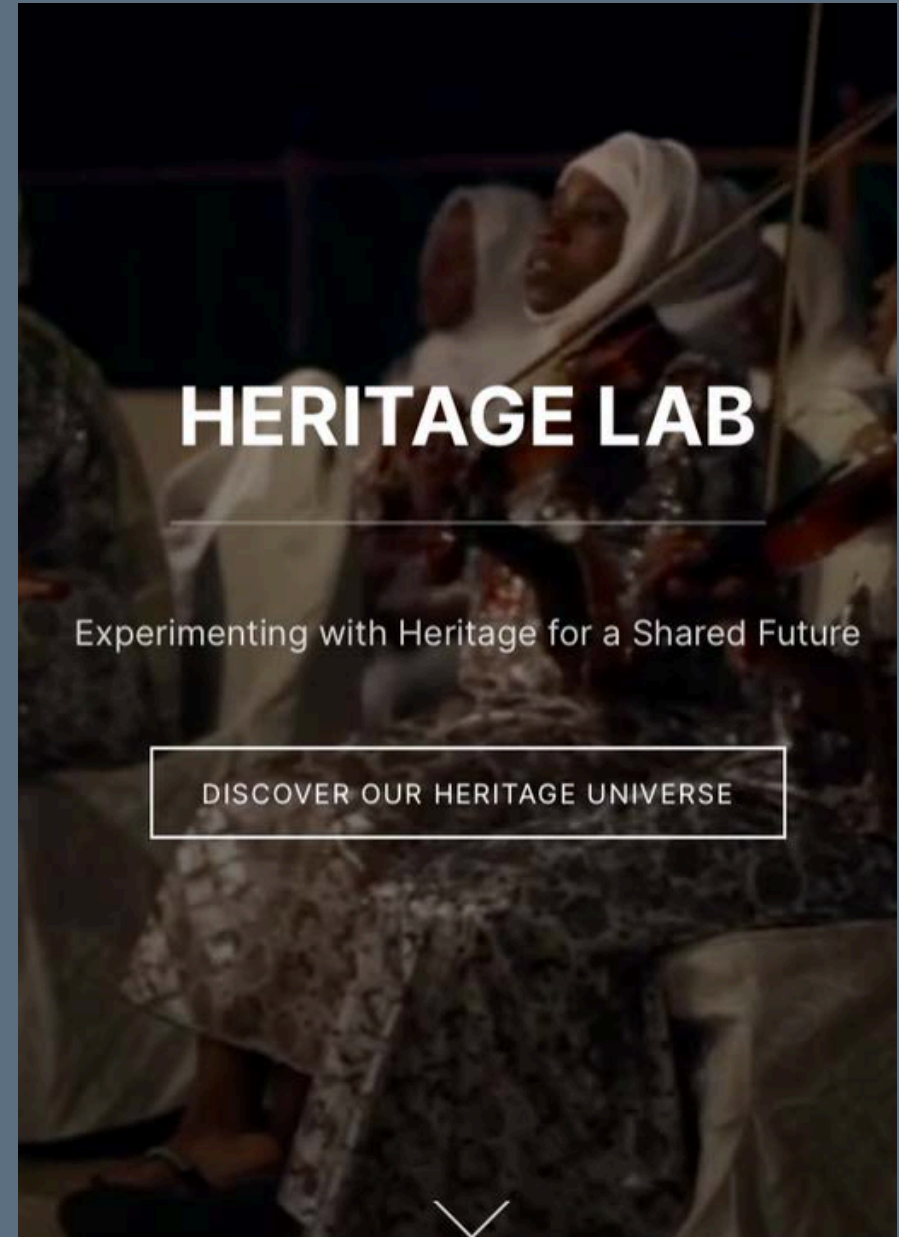 HERITAGE LAB
Experimenting with Heritage for a Shared Future
DISCOVER OUR HERITAGE UNIVERSE